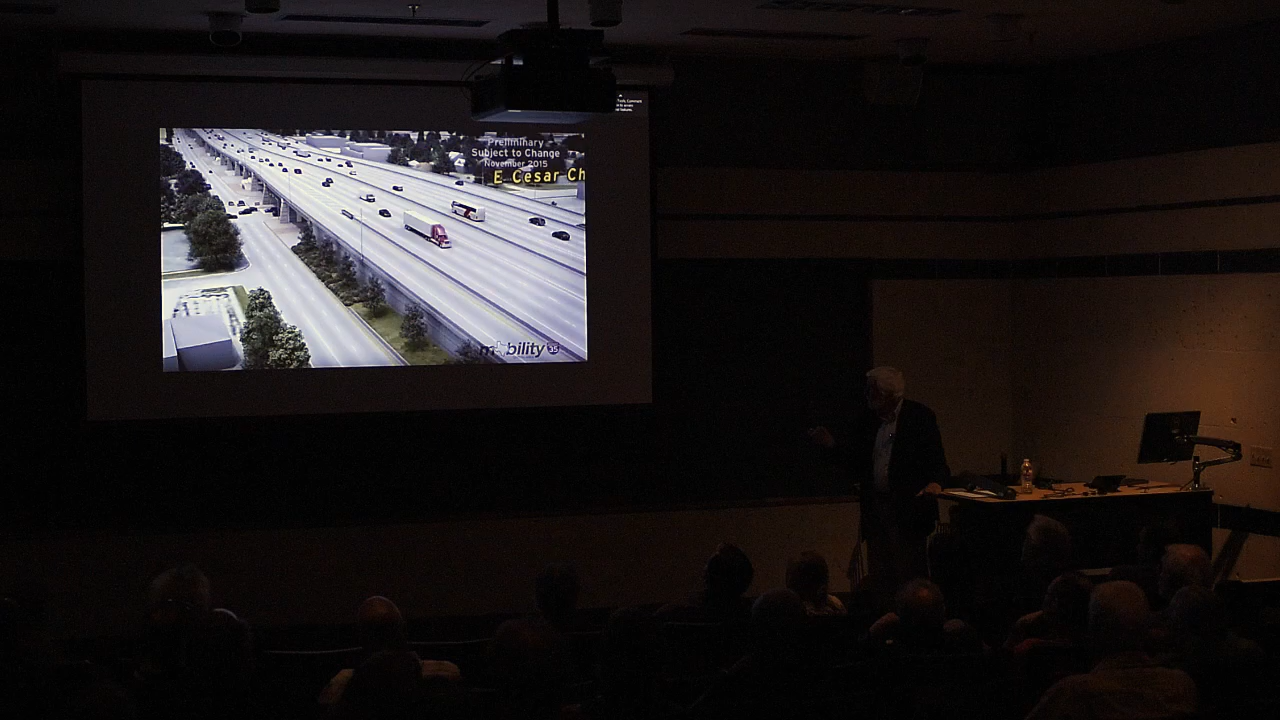 Preliminary
Subject to Change
November 2015
E Cesar Ch
mobility 35